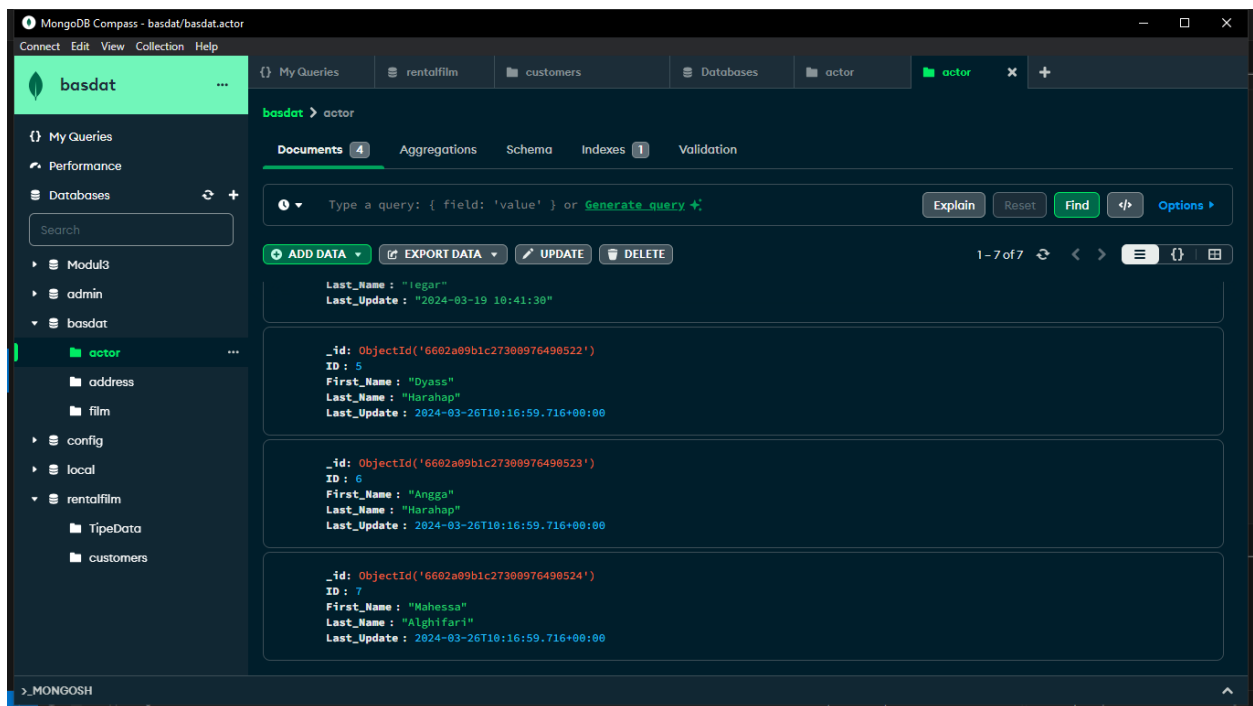 MongoDB Compass - basdat/basdat.actor
Connect Edit View Collection Help
basdat
{} My Queries
Performance
Databases
Search
Modul3
admin
basdat
actor
address
film
config
local
rentalfilm
TipeData
customers
{} My Queries rentalfilm customers Databases actor actor
basdat > actor
Documents 4 Aggregations Schema Indexes 1 Validation
Type a query: { field: 'value' } or Generate query
Explain Reset Find </> Options
ADD DATA EXPORT DATA UPDATE DELETE
1 – 7 of 7 {}
Last_Name : "Tegar"
Last_Update : "2024-03-19 10:41:30"
_id: ObjectId('6602a09b1c27300976490522')
ID : 5
First_Name : "Dyass"
Last_Name : "Harahap"
Last_Update : 2024-03-26T10:16:59.716+00:00
_id: ObjectId('6602a09b1c27300976490523')
ID : 6
First_Name : "Angga"
Last_Name : "Harahap"
Last_Update : 2024-03-26T10:16:59.716+00:00
_id: ObjectId('6602a09b1c27300976490524')
ID : 7
First_Name : "Mahessa"
Last_Name : "Alghifari"
Last_Update : 2024-03-26T10:16:59.716+00:00
>_MONGOSH